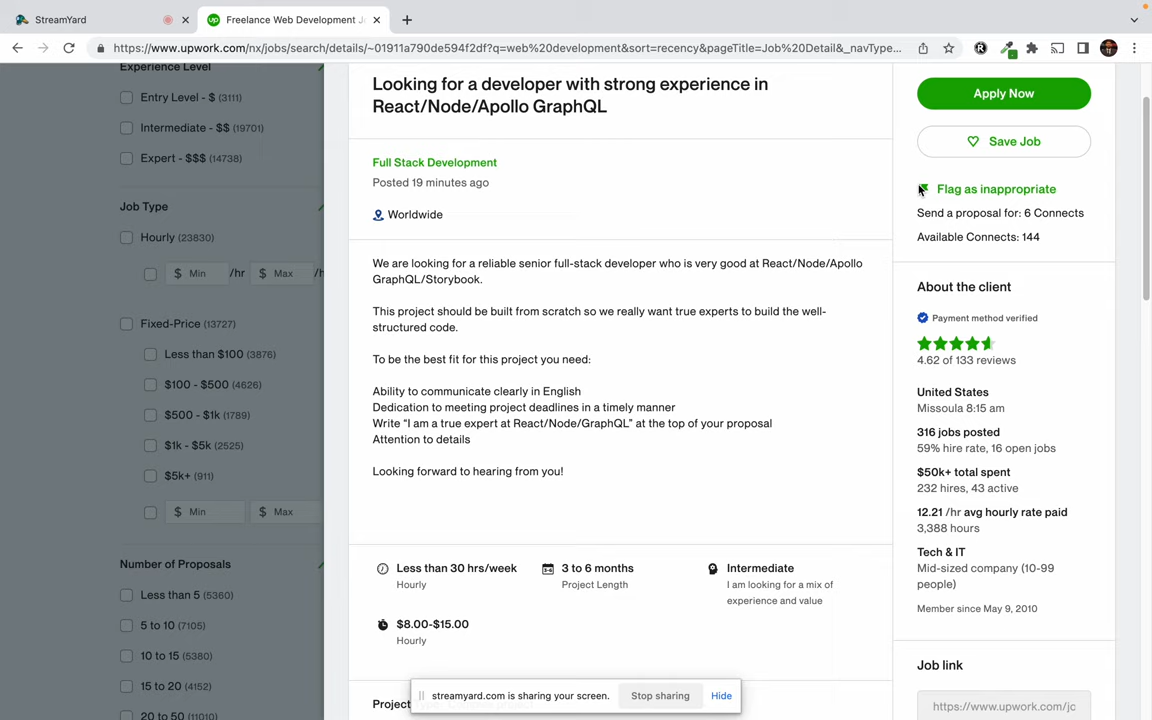 StreamYard
Freelance Web Development J
https://www.upwork.com/nx/jobs/search/details/~01911a790de594f2df?q=web%20development&sort=recency&pageTitle=Job%20Detail&_navType...
Experience Level
Entry Level - $ (3111)
Intermediate - $$ (19701)
Expert - $$$ (14738)
Job Type
Hourly (23830)
$ Min /hr $ Max /h
Fixed-Price (13727)
Less than $100 (3876)
$100 - $500 (4626)
$500 - $1k (1789)
$1k - $5k (2525)
$5k+ (911)
$ Min $ Max
Number of Proposals
Less than 5 (5360)
5 to 10 (7105)
10 to 15 (5380)
15 to 20 (4152)
20 to 50 (11010)
Looking for a developer with strong experience in
React/Node/Apollo GraphQL
Full Stack Development
Posted 19 minutes ago
Worldwide
We are looking for a reliable senior full-stack developer who is very good at React/Node/Apollo
GraphQL/Storybook.
This project should be built from scratch so we really want true experts to build the well-
structured code.
To be the best fit for this project you need:
Ability to communicate clearly in English
Dedication to meeting project deadlines in a timely manner
Write “I am a true expert at React/Node/GraphQL” at the top of your proposal
Attention to details
Looking forward to hearing from you!
Less than 30 hrs/week
Hourly
3 to 6 months
Project Length
Intermediate
I am looking for a mix of
experience and value
$8.00-$15.00
Hourly
Project
streamyard.com is sharing your screen. Stop sharing Hide
Apply Now
Save Job
Flag as inappropriate
Send a proposal for: 6 Connects
Available Connects: 144
About the client
Payment method verified
4.62 of 133 reviews
United States
Missoula 8:15 am
316 jobs posted
59% hire rate, 16 open jobs
$50k+ total spent
232 hires, 43 active
12.21 /hr avg hourly rate paid
3,388 hours
Tech & IT
Mid-sized company (10-99
people)
Member since May 9, 2010
Job link
https://www.upwork.com/jo